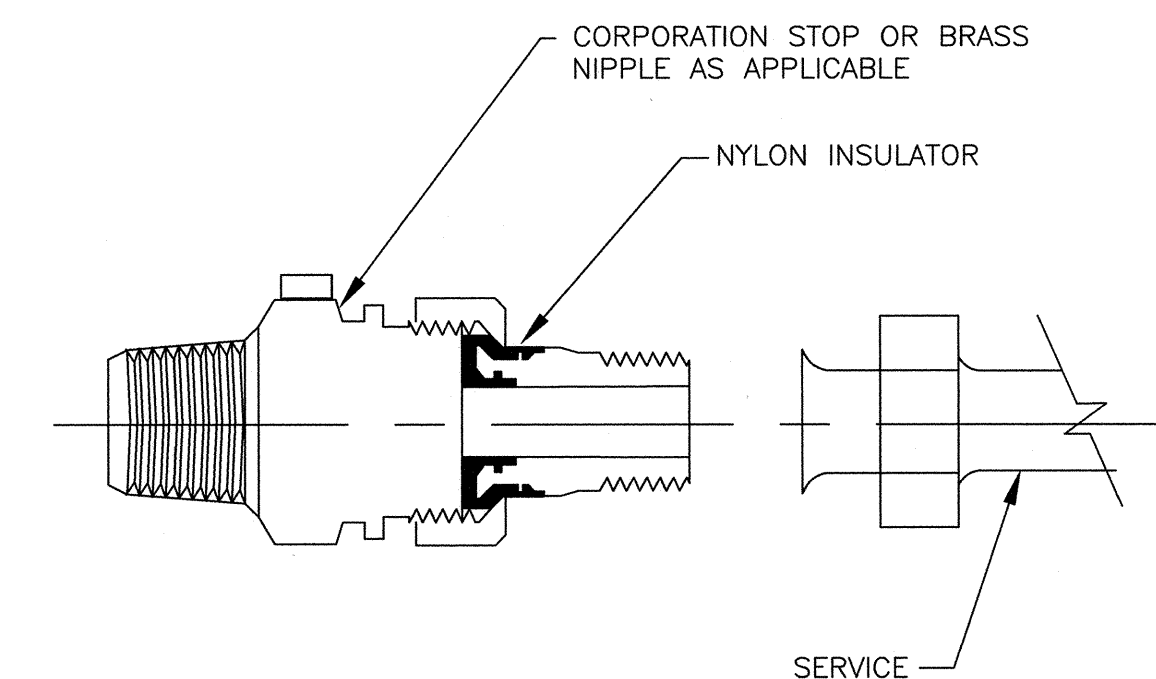 CORPORATION STOP OR BRASS
NIPPLE AS APPLICABLE
NYLON INSULATOR
SERVICE